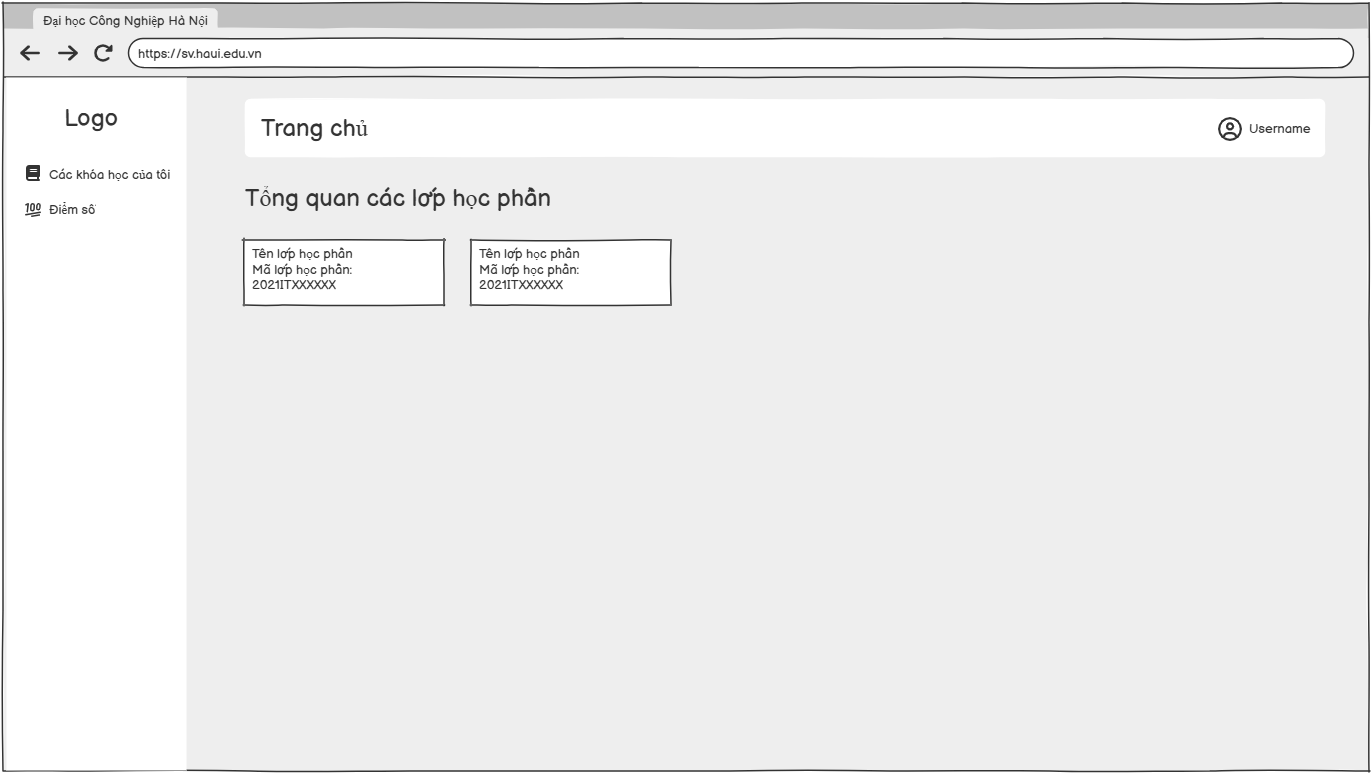 Đại học Công Nghiệp Hà Nội
https://sv.haui.edu.vn
Logo
Các khóa học của tôi
100
Điểm số
Trang chủ
Username
Tổng quan các lớp học phần
Tên lớp học phần
Mã lớp học phần:
2021ITXXXXXX
Tên lớp học phần
Mã lớp học phần:
2021ITXXXXXX